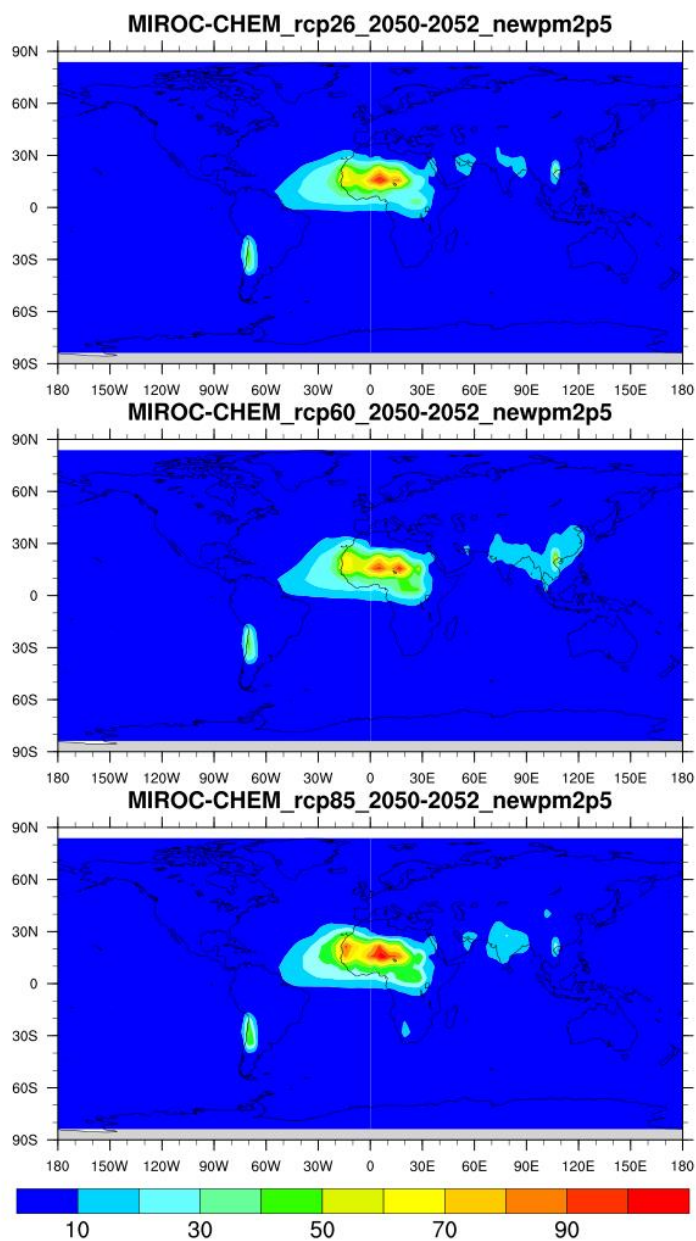 MIROC-CHEM_rcp26_2050-2052_newpm2p5
90N
60N
30N
0
30S
60S
90S
180 150W 120W 90W 60W 30W 0 30E 60E 90E 120E 150E 180
MIROC-CHEM_rcp60_2050-2052_newpm2p5
90N
60N
30N
0
30S
60S
90S
180 150W 120W 90W 60W 30W 0 30E 60E 90E 120E 150E 180
MIROC-CHEM_rcp85_2050-2052_newpm2p5
90N
60N
30N
0
30S
60S
90S
180 150W 120W 90W 60W 30W 0 30E 60E 90E 120E 150E 180
10 30 50 70 90